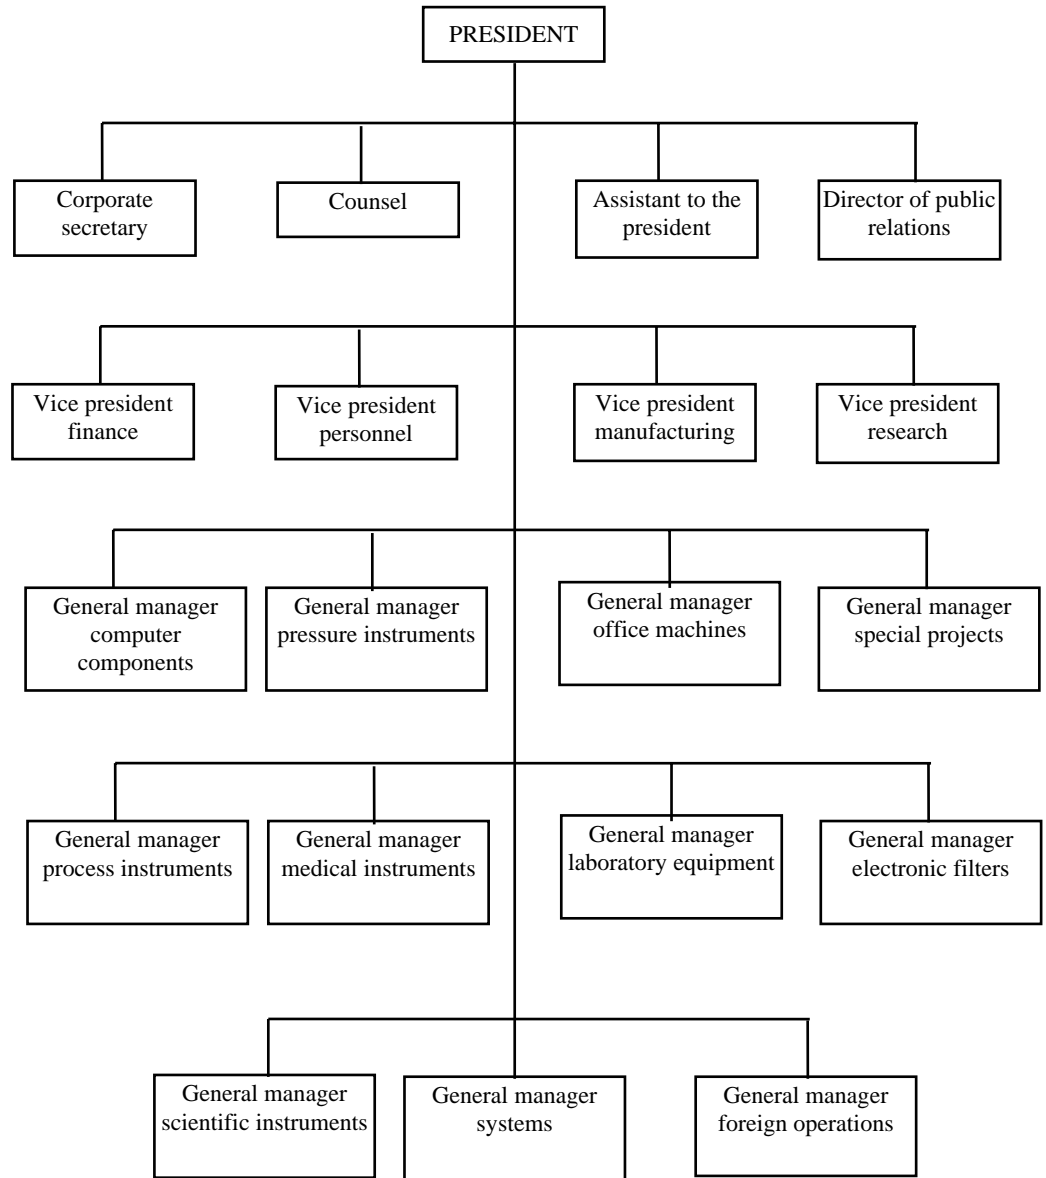 PRESIDENT
Corporate
secretary
Counsel
Assistant to the
president
Director of public
relations
Vice president
finance
Vice president
personnel
Vice president
manufacturing
Vice president
research
General manager
computer
components
General manager
pressure instruments
General manager
office machines
General manager
special projects
General manager
process instruments
General manager
medical instruments
General manager
laboratory equipment
General manager
electronic filters
General manager
scientific instruments
General manager
systems
General manager
foreign operations